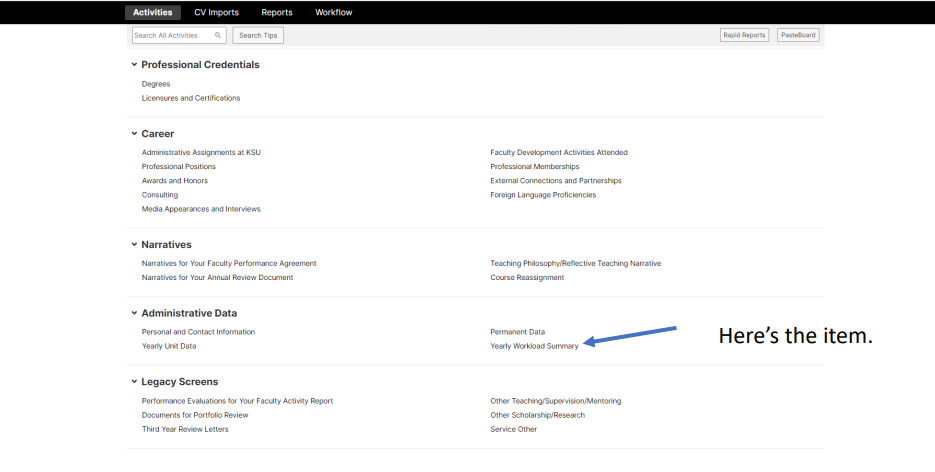 Activities CV Imports Reports Workflow
Search All Activities Search Tips Rapid Reports PasteBoard
Professional Credentials
Degrees
Licensures and Certifications
Career
Administrative Assignments at KSU Faculty Development Activities Attended
Professional Positions Professional Memberships
Awards and Honors External Connections and Partnerships
Consulting Foreign Language Proficiencies
Media Appearances and Interviews
Narratives
Narratives for Your Faculty Performance Agreement Teaching Philosophy/Reflective Teaching Narrative
Narratives for Your Annual Review Document Course Reassignment
Administrative Data
Personal and Contact Information Permanent Data
Yearly Unit Data Yearly Workload Summary Here's the item.
Legacy Screens
Performance Evaluations for Your Faculty Activity Report Other Teaching/Supervision/Mentoring
Documents for Portfolio Review Other Scholarship/Research
Third Year Review Letters Service Other